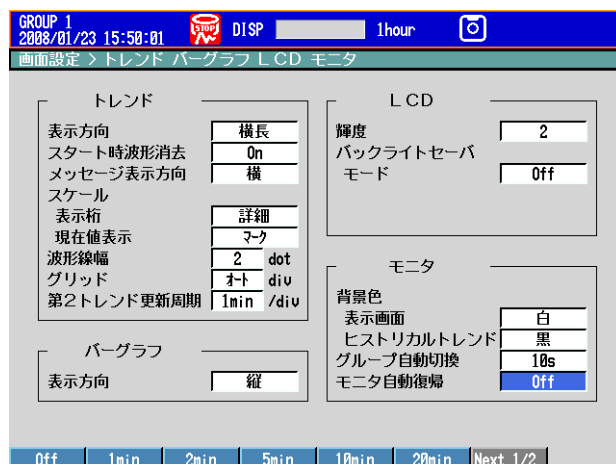 GROUP 1
2008/01/23 15:50:01
STOP
DISP
1hour
画面設定 > トレンド バーグラフ LCD モニタ
トレンド
表示方向 横長
スタート時波形消去 On
メッセージ表示方向 横
スケール
表示桁 詳細
現在値表示 マーク
波形線幅 2 dot
グリッド オート div
第2トレンド更新周期 1min /div
バーグラフ
表示方向 縦
LCD
輝度 2
バックライトセーバ
モード Off
モニタ
背景色
表示画面 白
ヒストリカルトレンド 黒
グループ自動切換 10s
モニタ自動復帰 Off
Off 1min 2min 5min 10min 20min Next 1/2